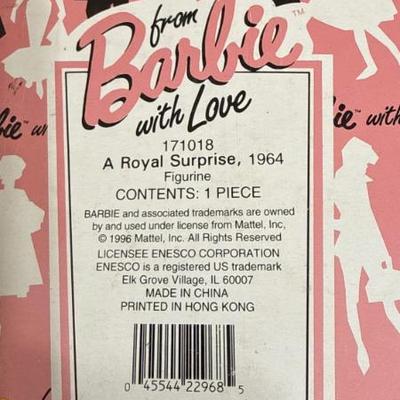 from
Barbie™
with Love
171018
A Royal Surprise, 1964
Figurine
CONTENTS: 1 PIECE
BARBIE and associated trademarks are owned
by and used under license from Mattel, Inc,
© 1996 Mattel, Inc. All Rights Reserved
LICENSEE ENESCO CORPORATION
ENESCO is a registered US trademark
Elk Grove Village, IL 60007
MADE IN CHINA
PRINTED IN HONG KONG
0 45544 22968 5